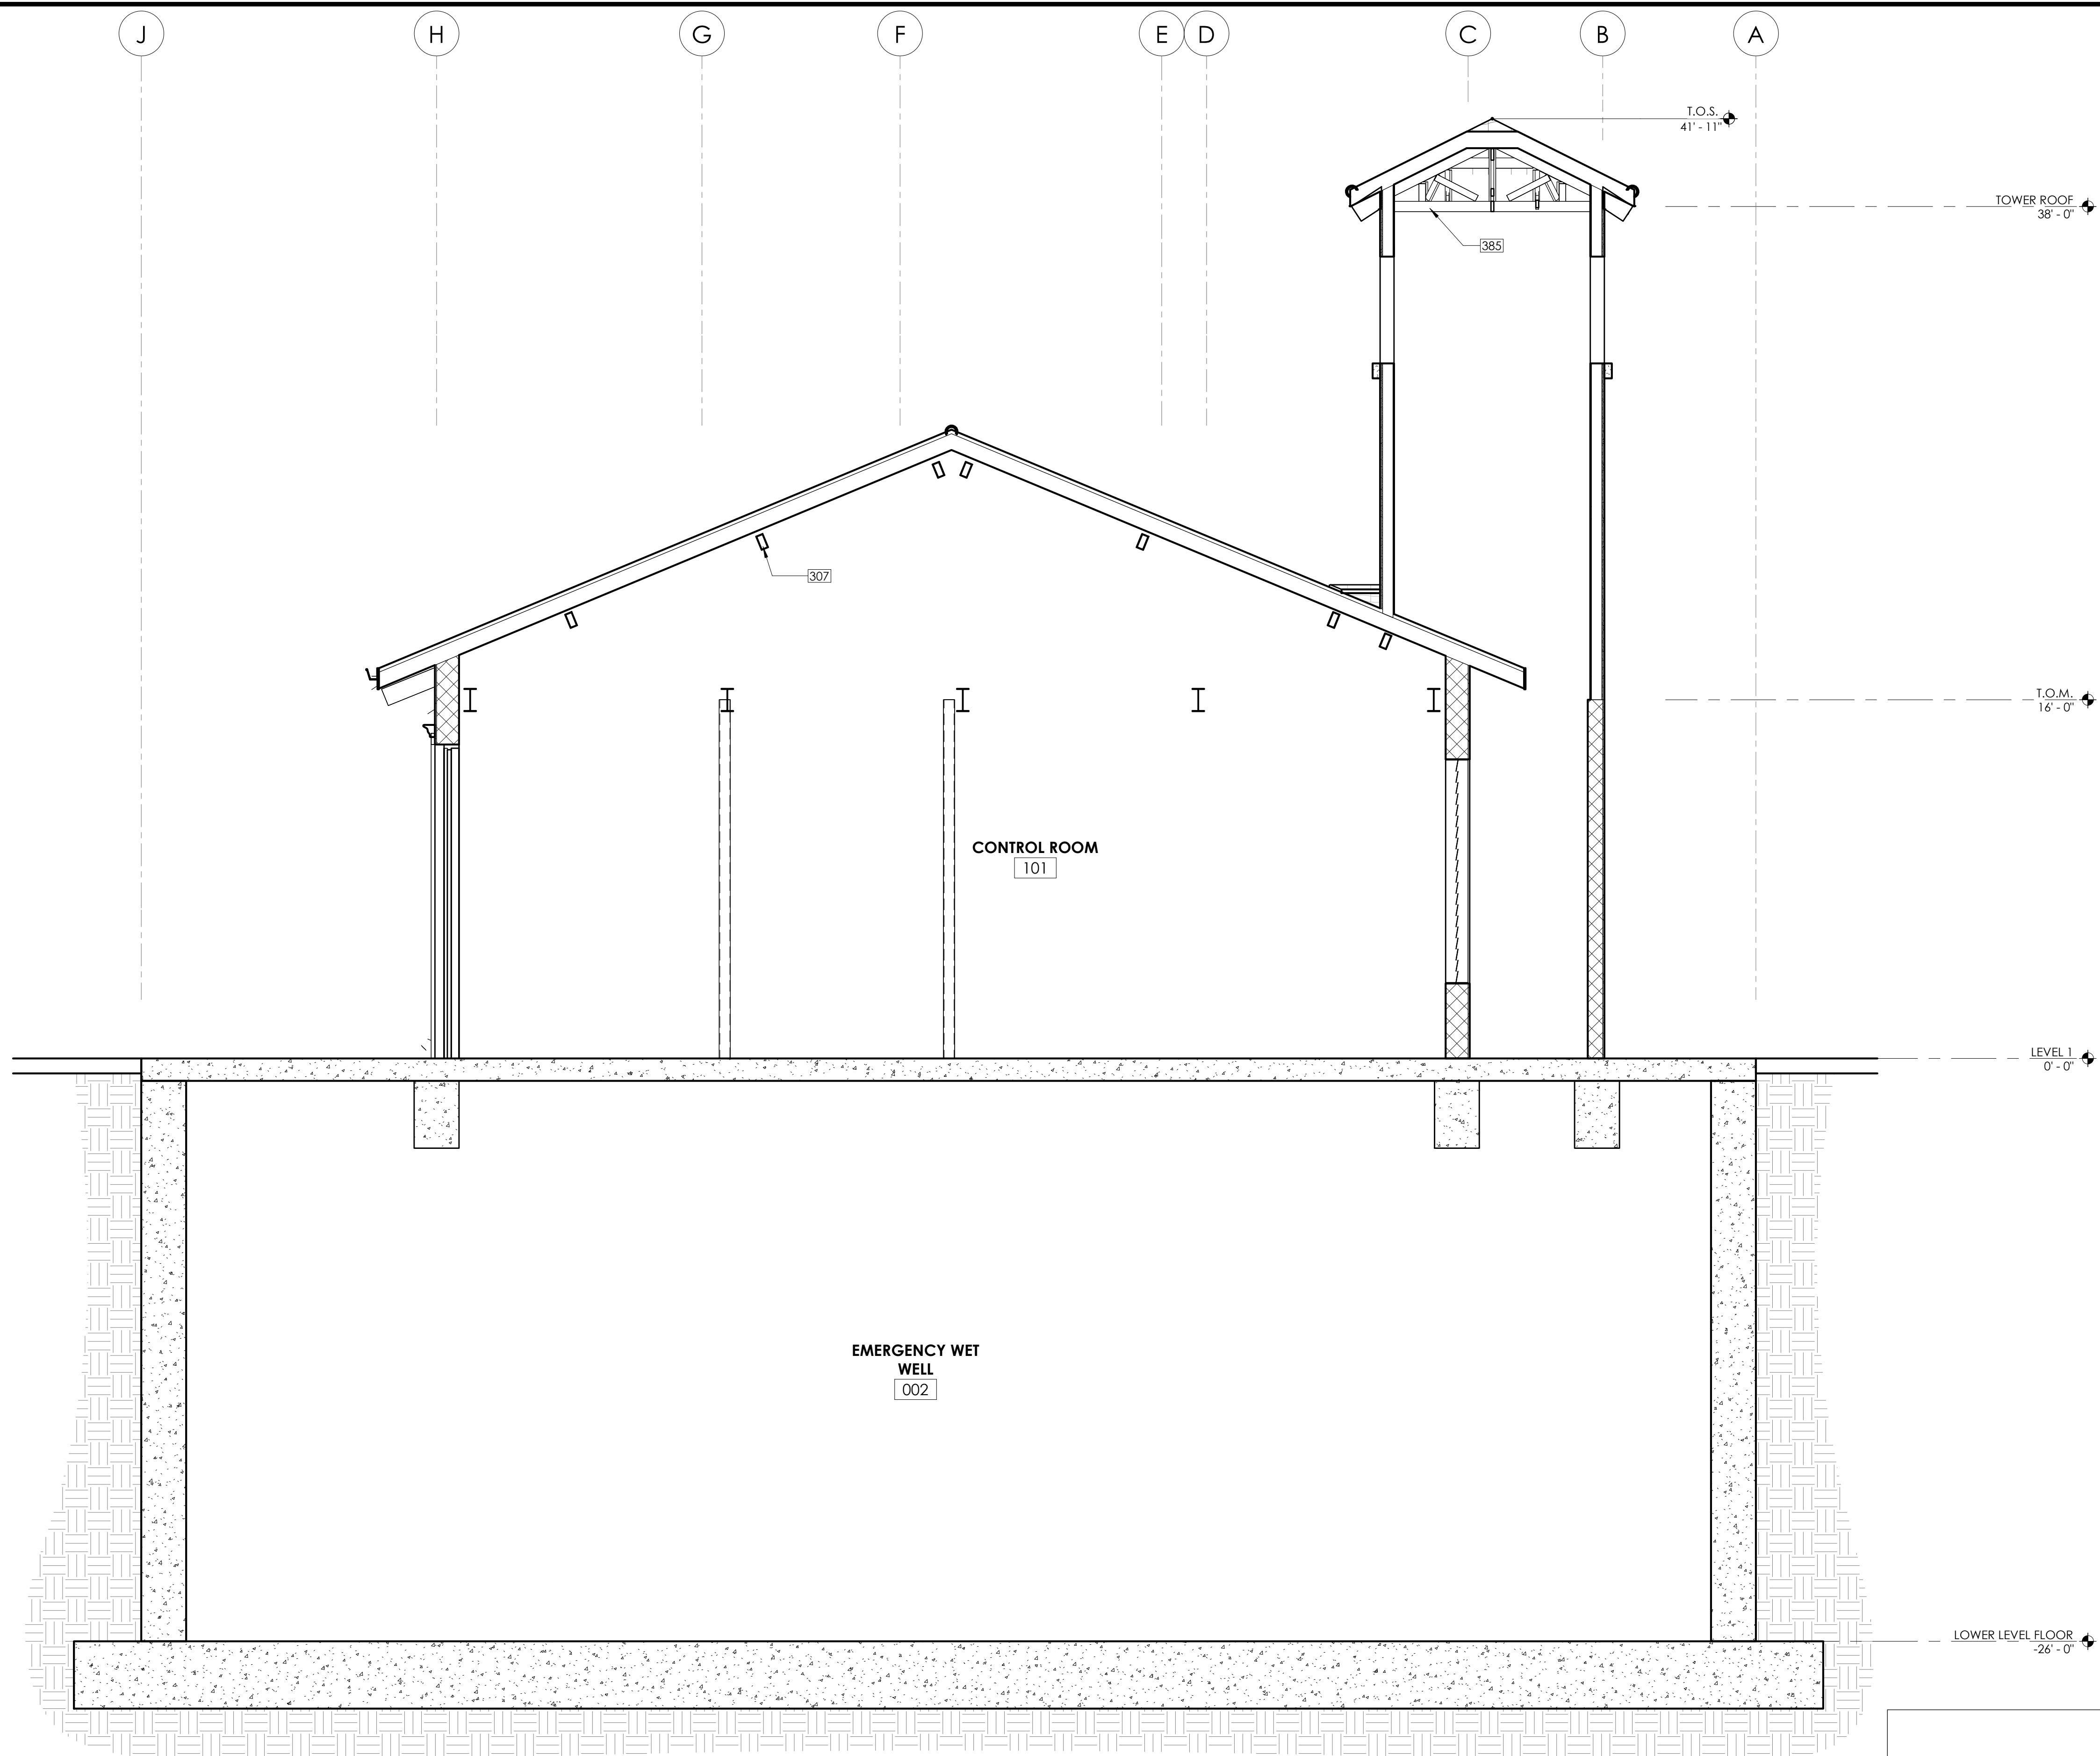 J
H
G
F
E
D
C
B
A
T.O.S.
41' - 11"
TOWER ROOF
38' - 0"
385
307
T.O.M.
16' - 0"
CONTROL ROOM
101
LEVEL 1
0' - 0"
EMERGENCY WET
WELL
002
LOWER LEVEL FLOOR
-26' - 0"